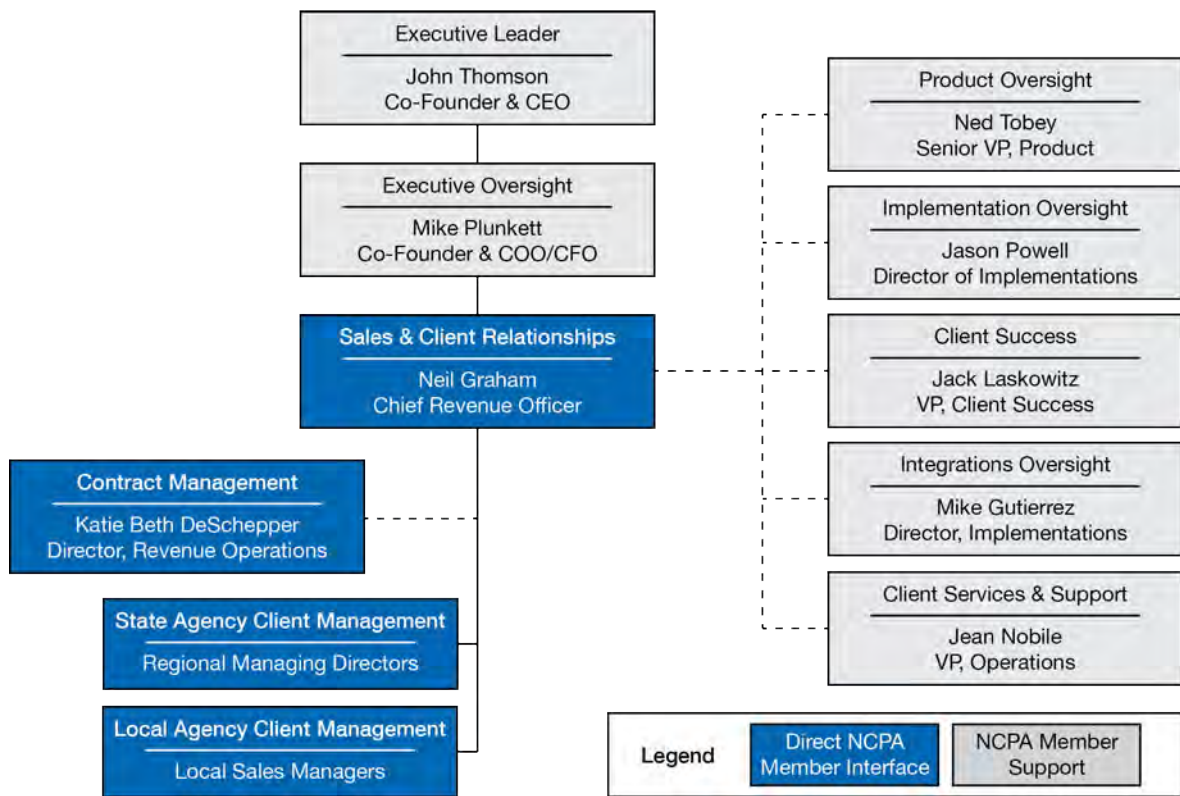 Executive Leader
John Thomson
Co-Founder & CEO
Executive Oversight
Mike Plunkett
Co-Founder & COO/CFO
Sales & Client Relationships
Neil Graham
Chief Revenue Officer
Contract Management
Katie Beth DeSchepper
Director, Revenue Operations
State Agency Client Management
Regional Managing Directors
Local Agency Client Management
Local Sales Managers
Product Oversight
Ned Tobey
Senior VP, Product
Implementation Oversight
Jason Powell
Director of Implementations
Client Success
Jack Laskowitz
VP, Client Success
Integrations Oversight
Mike Gutierrez
Director, Implementations
Client Services & Support
Jean Nobile
VP, Operations
Legend
Direct NCPA
Member Interface
NCPA Member
Support